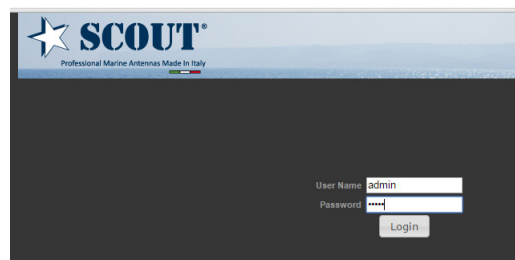 SCOUT®
Professional Marine Antennas Made In Italy
User Name admin
Password •••••
Login